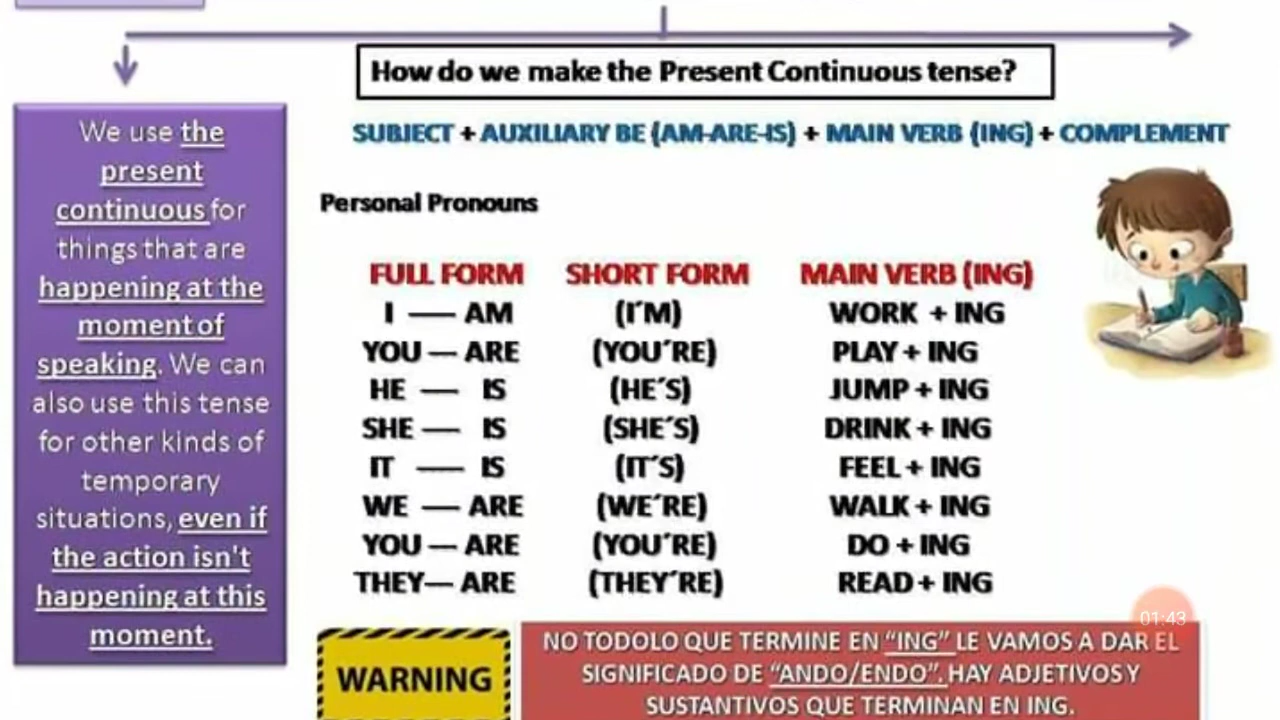 How do we make the Present Continuous tense?
SUBJECT + AUXILIARY BE (AM-ARE-IS) + MAIN VERB (ING) + COMPLEMENT
We use the
present
continuous for
things that are
happening at the
moment of
speaking. We can
also use this tense
for other kinds of
temporary
situations, even if
the action isn't
happening at this
moment.
Personal Pronouns
FULL FORM SHORT FORM MAIN VERB (ING)
I — AM (I´M) WORK + ING
YOU — ARE (YOU´RE) PLAY + ING
HE — IS (HE´S) JUMP + ING
SHE — IS (SHE´S) DRINK + ING
IT — IS (IT´S) FEEL + ING
WE — ARE (WE´RE) WALK + ING
YOU — ARE (YOU´RE) DO + ING
THEY— ARE (THEY´RE) READ + ING
01:43
WARNING
NO TODOLO QUE TERMINE EN “ING” LE VAMOS A DAR EL
SIGNIFICADO DE “ANDO/ENDO”. HAY ADJETIVOS Y
SUSTANTIVOS QUE TERMINAN EN ING.